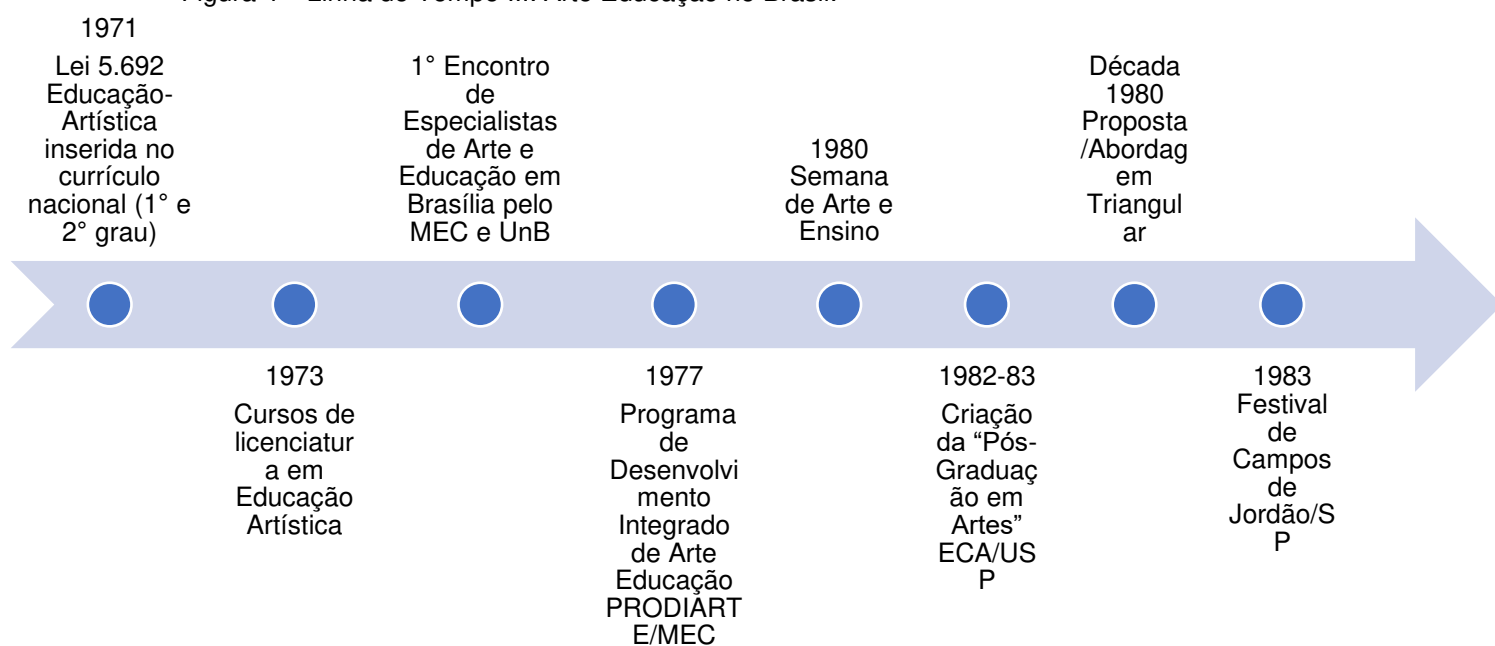 1971
Lei 5.692
Educação-
Artística
inserida no
currículo
nacional (1° e
2° grau)
1973
Cursos de
licenciatur
a em
Educação
Artística
1° Encontro
de
Especialistas
de Arte e
Educação em
Brasília pelo
MEC e UnB
1977
Programa
de
Desenvolvi
mento
Integrado
de Arte
Educação
PRODIART
E/MEC
1980
Semana
de Arte e
Ensino
1982-83
Criação
da “Pós-
Graduaç
ão em
Artes”
ECA/US
P
Década
1980
Proposta
/Abordag
em
Triangul
ar
1983
Festival
de
Campos
de
Jordão/S
P